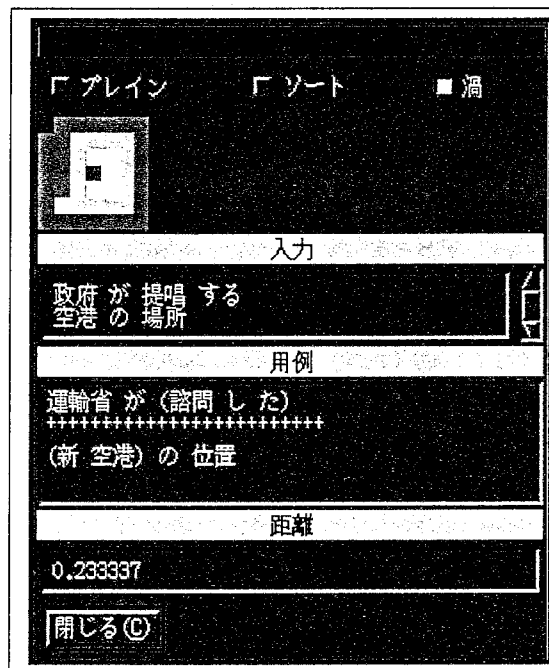 プレイン ソート 渦
入力
政府 が 提唱 する
空港 の 場所
用例
運輸省 が (諮問 し た)
++++++++++++++++++++++++++
(新 空港) の 位置
距離
0.233337
閉じる(C)